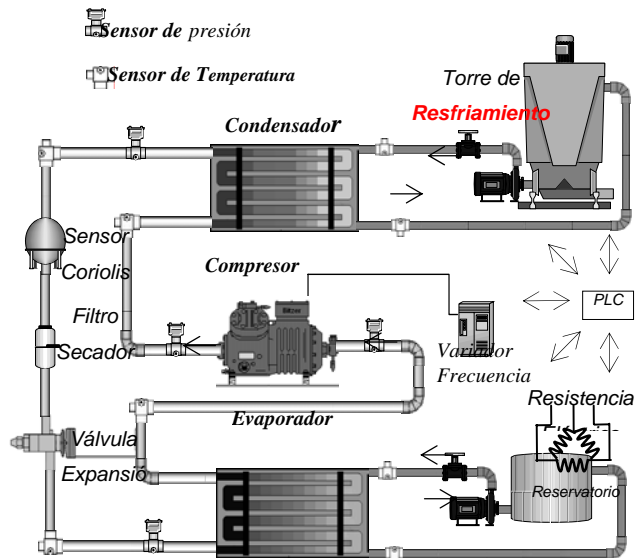 Sensor de presión
Sensor de Temperatura
Torre de
Resfriamiento
Condensador
Sensor
Coriolis
Compresor
Filtro
Secador
PLC
Variador
Frecuencia
Evaporador
Resistencia
Válvula
Expansió
Reservatorio